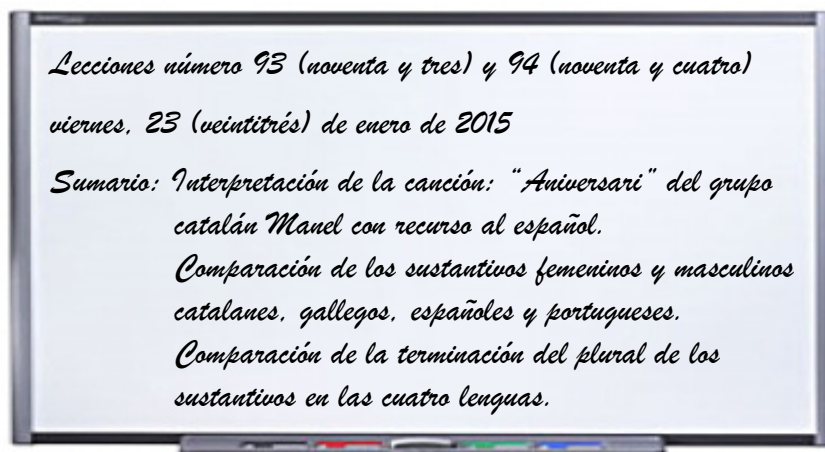 Lecciones número 93 (noventa y tres) y 94 (noventa y cuatro)
viernes, 23 (veintitrés) de enero de 2015
Sumario: Interpretación de la canción: “Aniversari” del grupo
catalán Manel con recurso al español.
Comparación de los sustantivos femeninos y masculinos
catalanes, gallegos, españoles y portugueses.
Comparación de la terminación del plural de los
sustantivos en las cuatro lenguas.